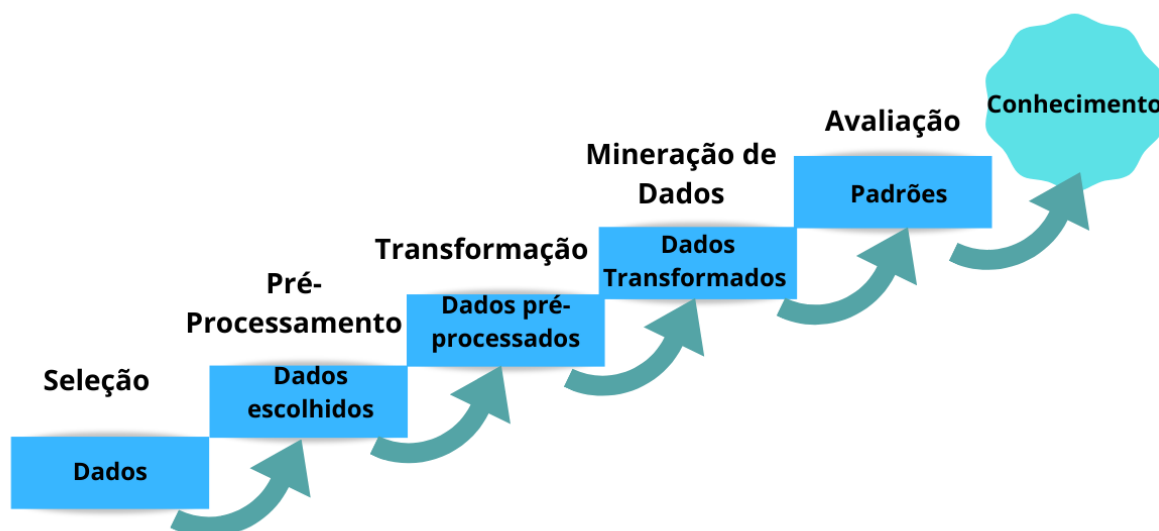 Seleção
Dados
Pré-
Processamento
Dados
escolhidos
Transformação
Dados pré-
processados
Mineração de
Dados
Dados
Transformados
Avaliação
Padrões
Conhecimento